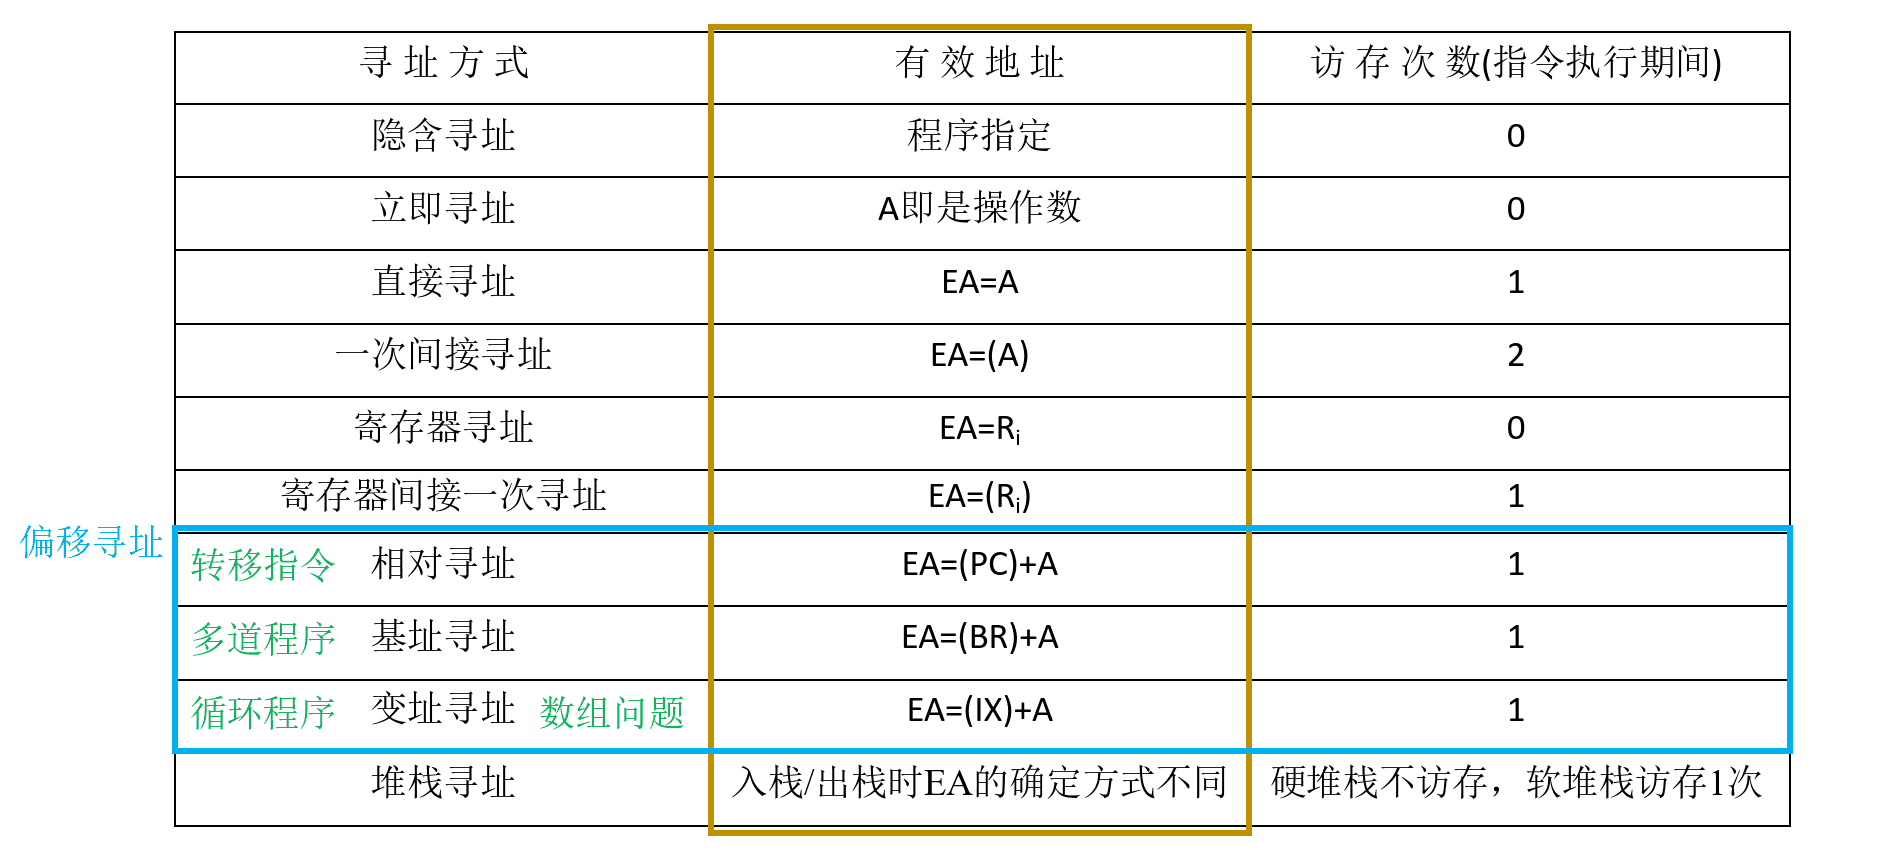 寻址方式 有效地址 访存次数(指令执行期间)
隐含寻址 程序指定 0
立即寻址 A即是操作数 0
直接寻址 EA=A 1
一次间接寻址 EA=(A) 2
寄存器寻址 EA=Rᵢ 0
寄存器间接一次寻址 EA=(Rᵢ) 1
偏移寻址
转移指令 相对寻址 EA=(PC)+A 1
多道程序 基址寻址 EA=(BR)+A 1
循环程序 变址寻址 数组问题 EA=(IX)+A 1
堆栈寻址 入栈/出栈时EA的确定方式不同 硬堆栈不访存，软堆栈访存1次